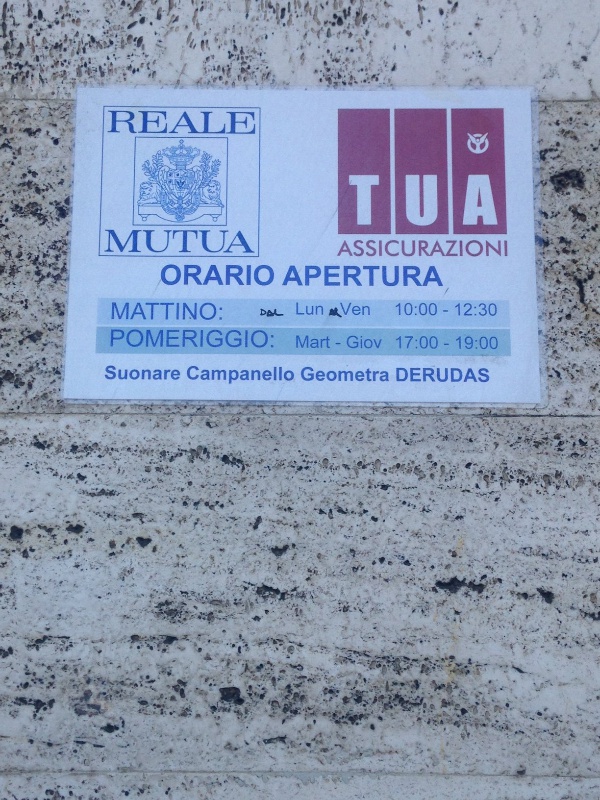 REALE
MUTUA
TUA
ASSICURAZIONI
ORARIO APERTURA
MATTINO: DAL Lun al Ven 10:00 - 12:30
POMERIGGIO: Mart - Giov 17:00 - 19:00
Suonare Campanello Geometra DERUDAS